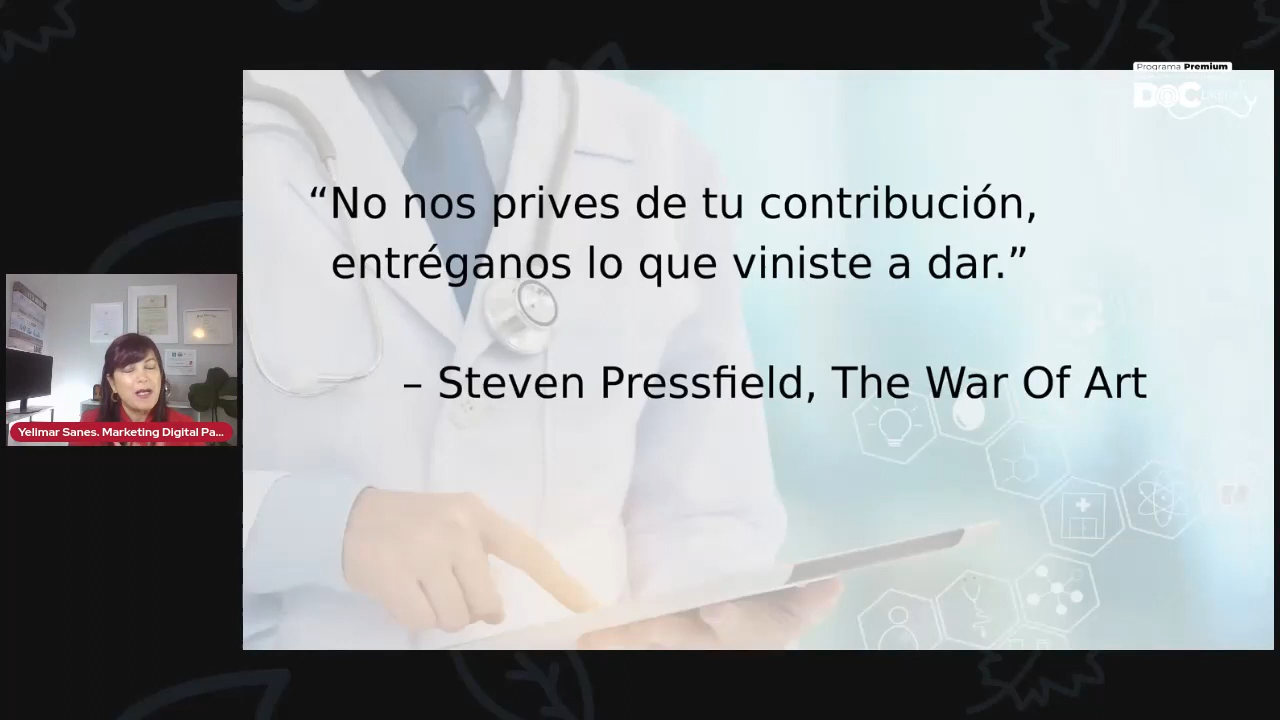 Programa Premium
DOC
“No nos prives de tu contribución,
entréganos lo que viniste a dar.”
– Steven Pressfield, The War Of Art
Yelimar Sanes. Marketing Digital Pa...